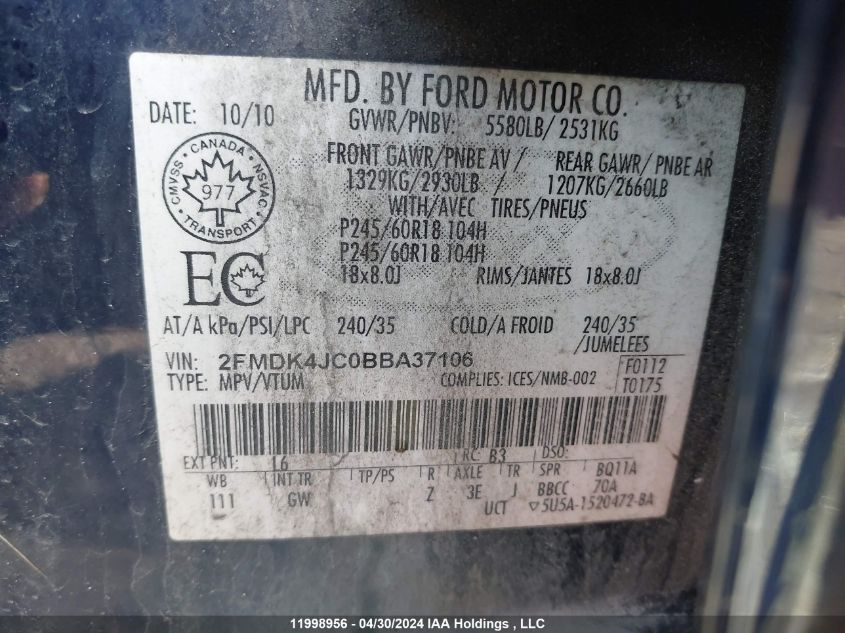 MFD. BY FORD MOTOR CO.
DATE: 10/10
GVWR/PNBV: 5580LB/ 2531KG
FRONT GAWR/PNBE AV / REAR GAWR/ PNBE AR
1329KG/2930LB / 1207KG/2660LB
WITH/AVEC TIRES/PNEUS
P245/60R18 104H
P245/60R18 104H
18x8.0J RIMS/JANTES 18x8.0J
CANADA
CMVSS NSVAC
977
TRANSPORT
EC
AT/A kPa/PSI/LPC 240/35 COLD/A FROID 240/35
/JUMELEES
VIN: 2FMDK4JC0BBA37106
TYPE: MPV/VTUM COMPLIES: ICES/NMB-002
F0112
T0175
EXT PNT: L6 RC: B3 DSO:
WB INT TR TP/PS R AXLE TR SPR BQ11A
111 GW Z 3E J BBCC 70A
UCT ▽5U5A-1520472-BA
11998956 - 04/30/2024 IAA Holdings , LLC